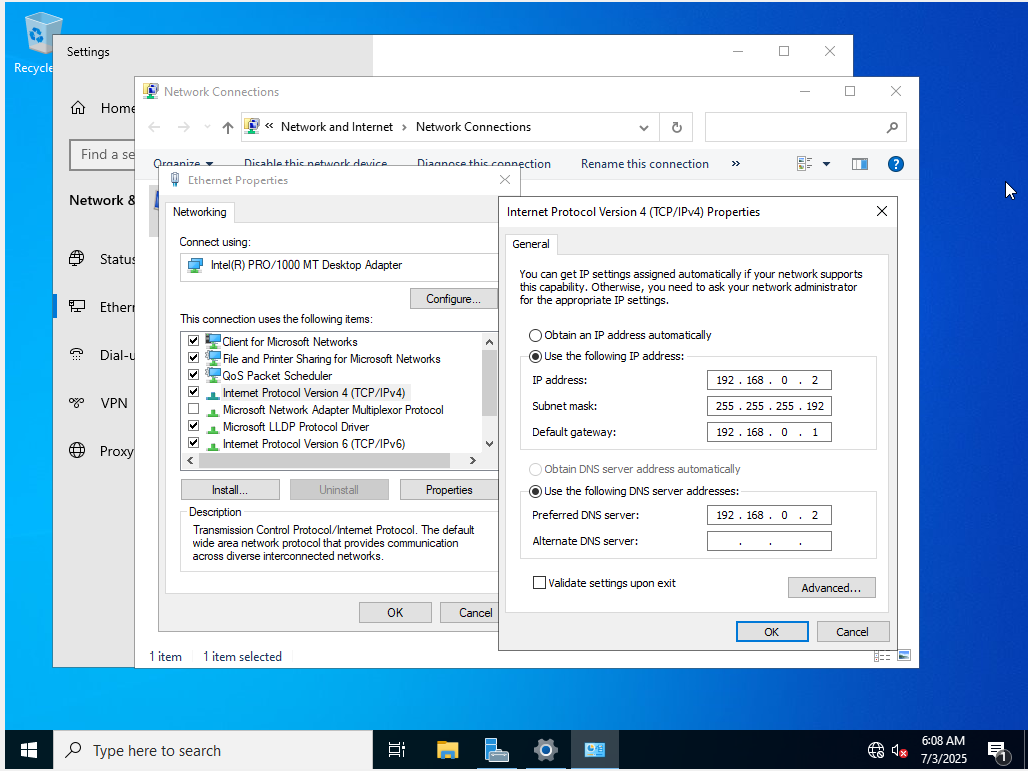 Recycle
Settings
Home
Find a se
Network &
Status
Ether
Dial-u
VPN
Proxy
Network Connections
« Network and Internet › Network Connections
Organize
Disable this network device
Diagnose this connection
Rename this connection
»
?
Ethernet Properties
Networking
Connect using:
Intel(R) PRO/1000 MT Desktop Adapter
Configure...
This connection uses the following items:
Client for Microsoft Networks
File and Printer Sharing for Microsoft Networks
QoS Packet Scheduler
Internet Protocol Version 4 (TCP/IPv4)
Microsoft Network Adapter Multiplexor Protocol
Microsoft LLDP Protocol Driver
Internet Protocol Version 6 (TCP/IPv6)
Install...
Uninstall
Properties
Description
Transmission Control Protocol/Internet Protocol. The default
wide area network protocol that provides communication
across diverse interconnected networks.
OK
Cancel
1 item
1 item selected
Internet Protocol Version 4 (TCP/IPv4) Properties
General
You can get IP settings assigned automatically if your network supports
this capability. Otherwise, you need to ask your network administrator
for the appropriate IP settings.
Obtain an IP address automatically
Use the following IP address:
IP address: 192 . 168 . 0 . 2
Subnet mask: 255 . 255 . 255 . 192
Default gateway: 192 . 168 . 0 . 1
Obtain DNS server address automatically
Use the following DNS server addresses:
Preferred DNS server: 192 . 168 . 0 . 2
Alternate DNS server: . . .
Validate settings upon exit
Advanced...
OK
Cancel
Type here to search
6:08 AM
7/3/2025
1